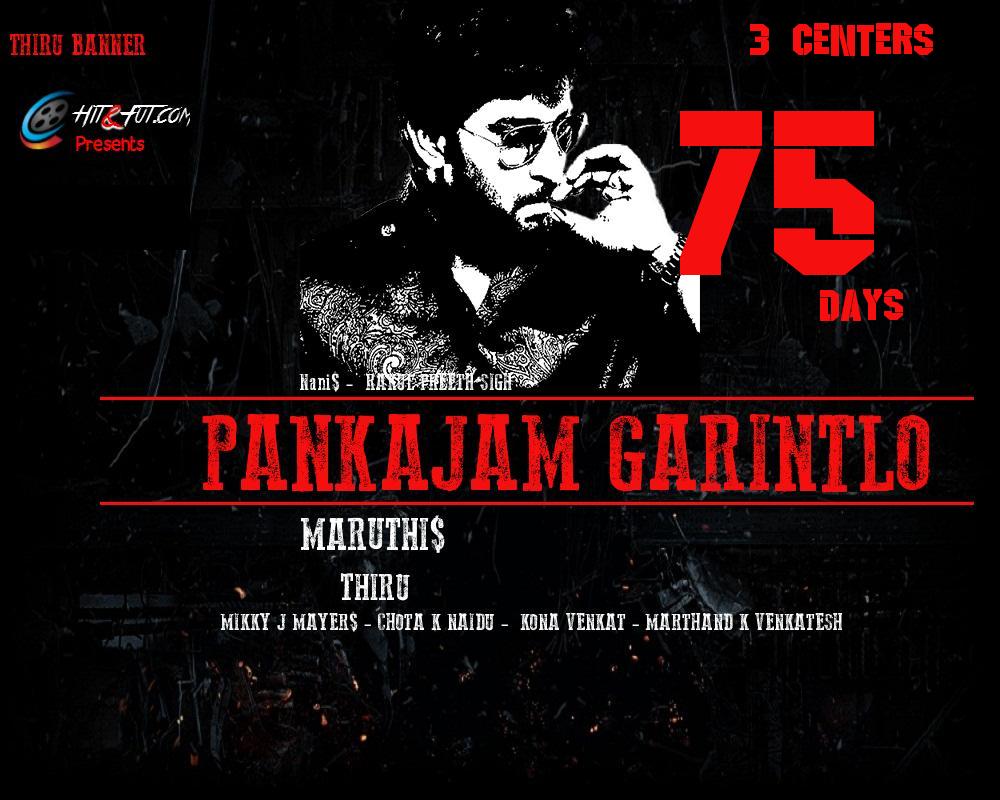 THIRU BANNER
3 CENTERS
HIT&FUT.COM
Presents
75
DAYS
Nani$ - RAKUL PREETH SIGH
PANKAJAM GARINTLO
MARUTHI$
THIRU
MIKKY J MAYER$ - CHOTA K NAIDU - KONA VENKAT - MARTHAND K VENKATESH